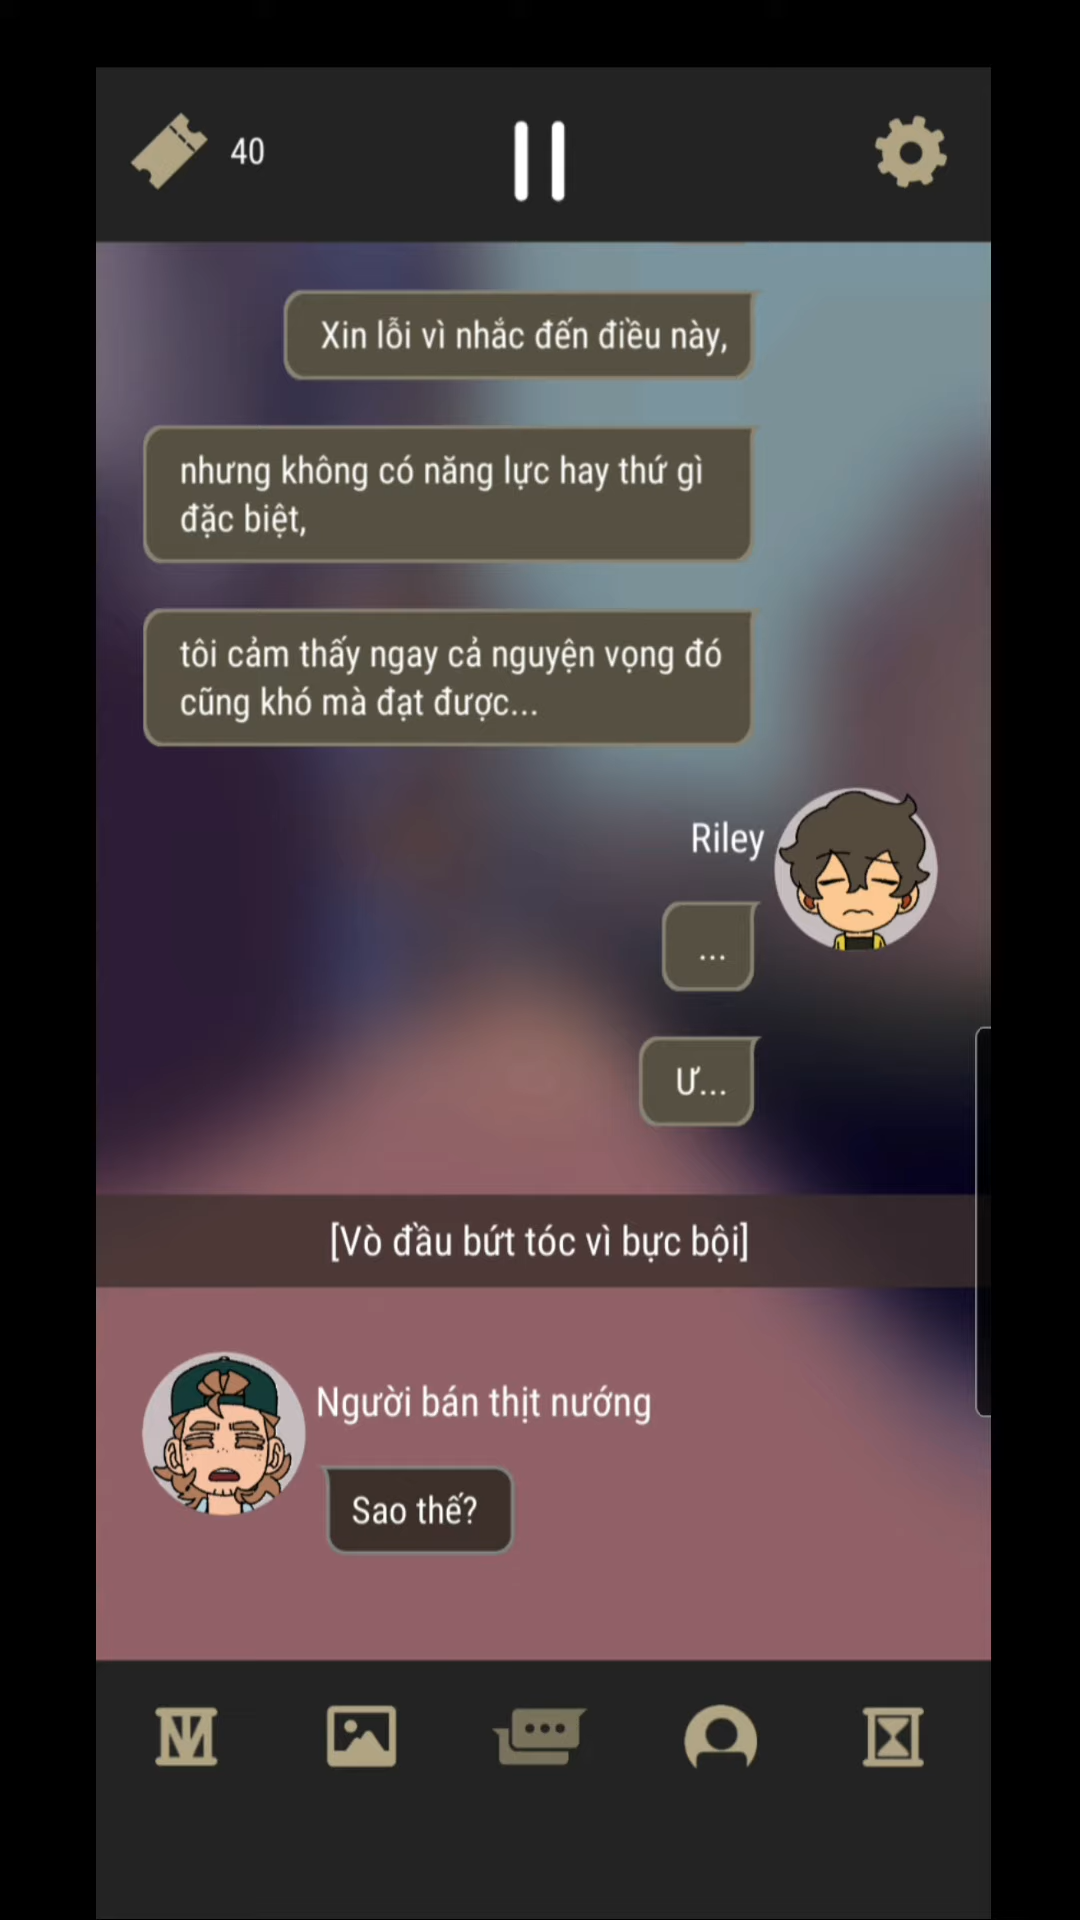 40
Xin lỗi vì nhắc đến điều này,
nhưng không có năng lực hay thứ gì
đặc biệt,
tôi cảm thấy ngay cả nguyện vọng đó
cũng khó mà đạt được...
Riley
...
Ư...
[Vò đầu bứt tóc vì bực bội]
Người bán thịt nướng
Sao thế?